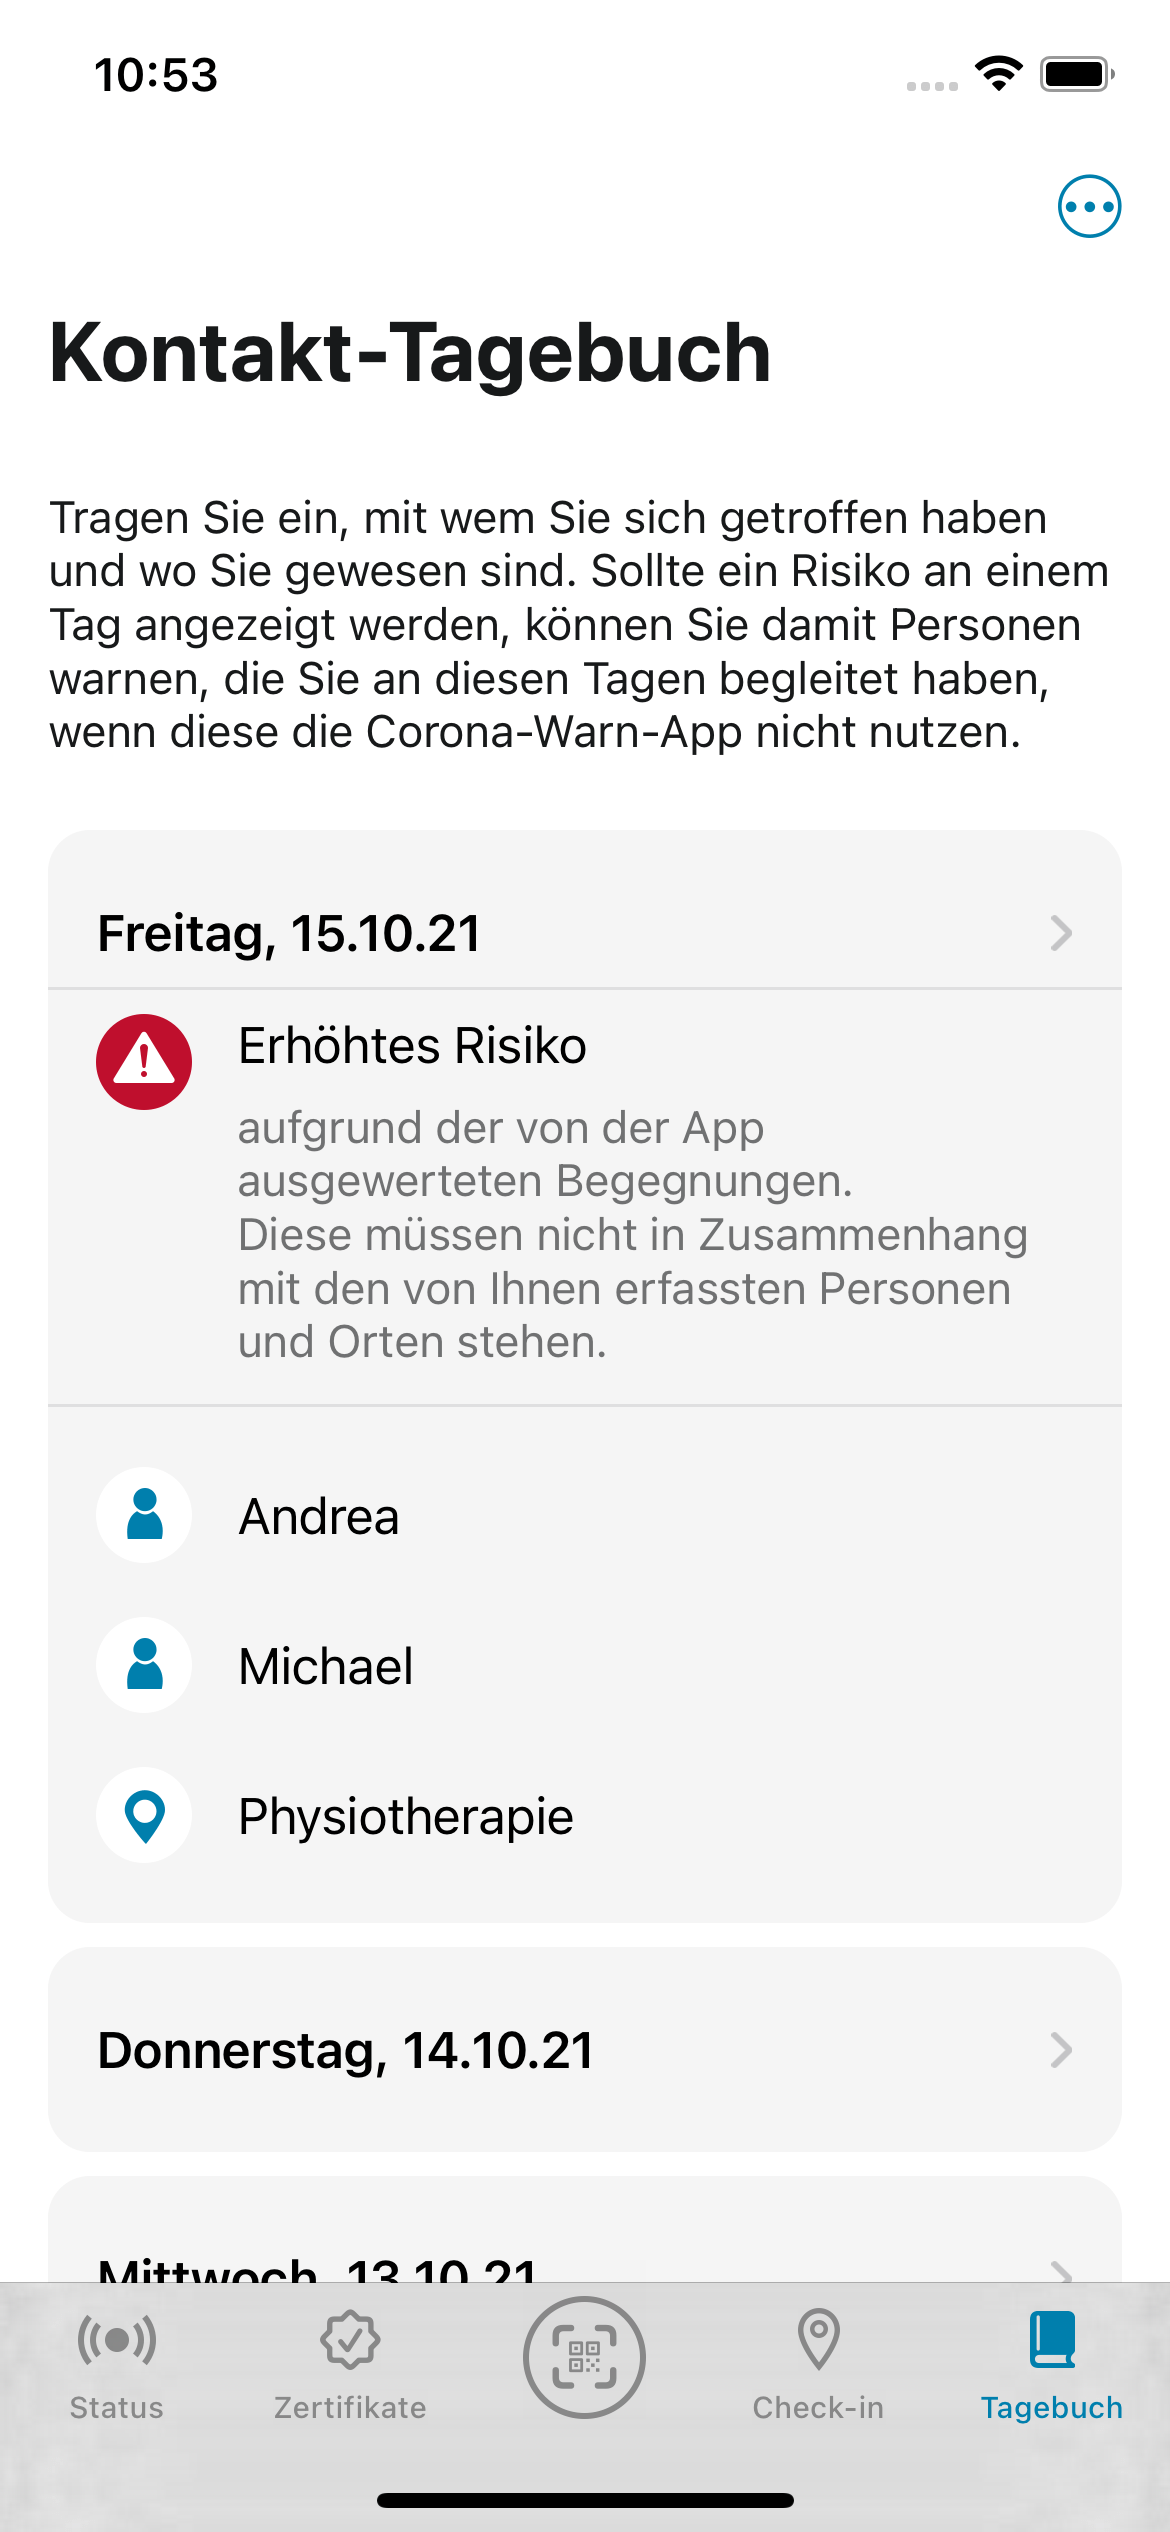 10:53
Kontakt-Tagebuch
Tragen Sie ein, mit wem Sie sich getroffen haben
und wo Sie gewesen sind. Sollte ein Risiko an einem
Tag angezeigt werden, können Sie damit Personen
warnen, die Sie an diesen Tagen begleitet haben,
wenn diese die Corona-Warn-App nicht nutzen.
Freitag, 15.10.21
Erhöhtes Risiko
aufgrund der von der App
ausgewerteten Begegnungen.
Diese müssen nicht in Zusammenhang
mit den von Ihnen erfassten Personen
und Orten stehen.
Andrea
Michael
Physiotherapie
Donnerstag, 14.10.21
Mittwoch, 13.10.21
Status
Zertifikate
Check-in
Tagebuch